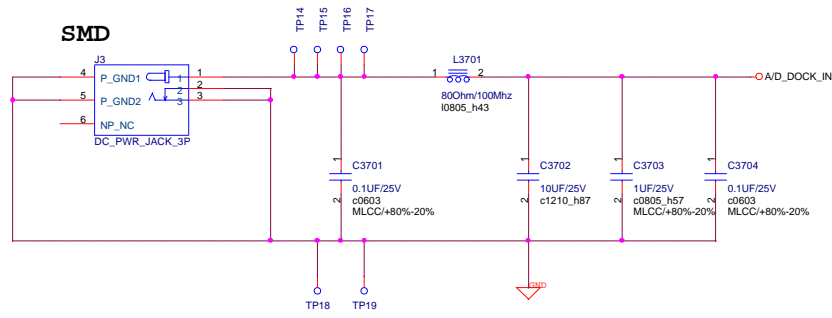 SMD
TP14
TP15
TP16
TP17
J3
4
P_GND1
1
1
2
2
5
P_GND2
3
3
6
NP_NC
DC_PWR_JACK_3P
L3701
1
2
80Ohm/100Mhz
l0805_h43
A/D_DOCK_IN
1
C3701
0.1UF/25V
2
c0603
MLCC/+80%-20%
1
C3702
10UF/25V
2
c1210_h87
1
C3703
1UF/25V
2
c0805_h57
MLCC/+80%-20%
1
C3704
0.1UF/25V
2
c0603
MLCC/+80%-20%
TP18
TP19
GND